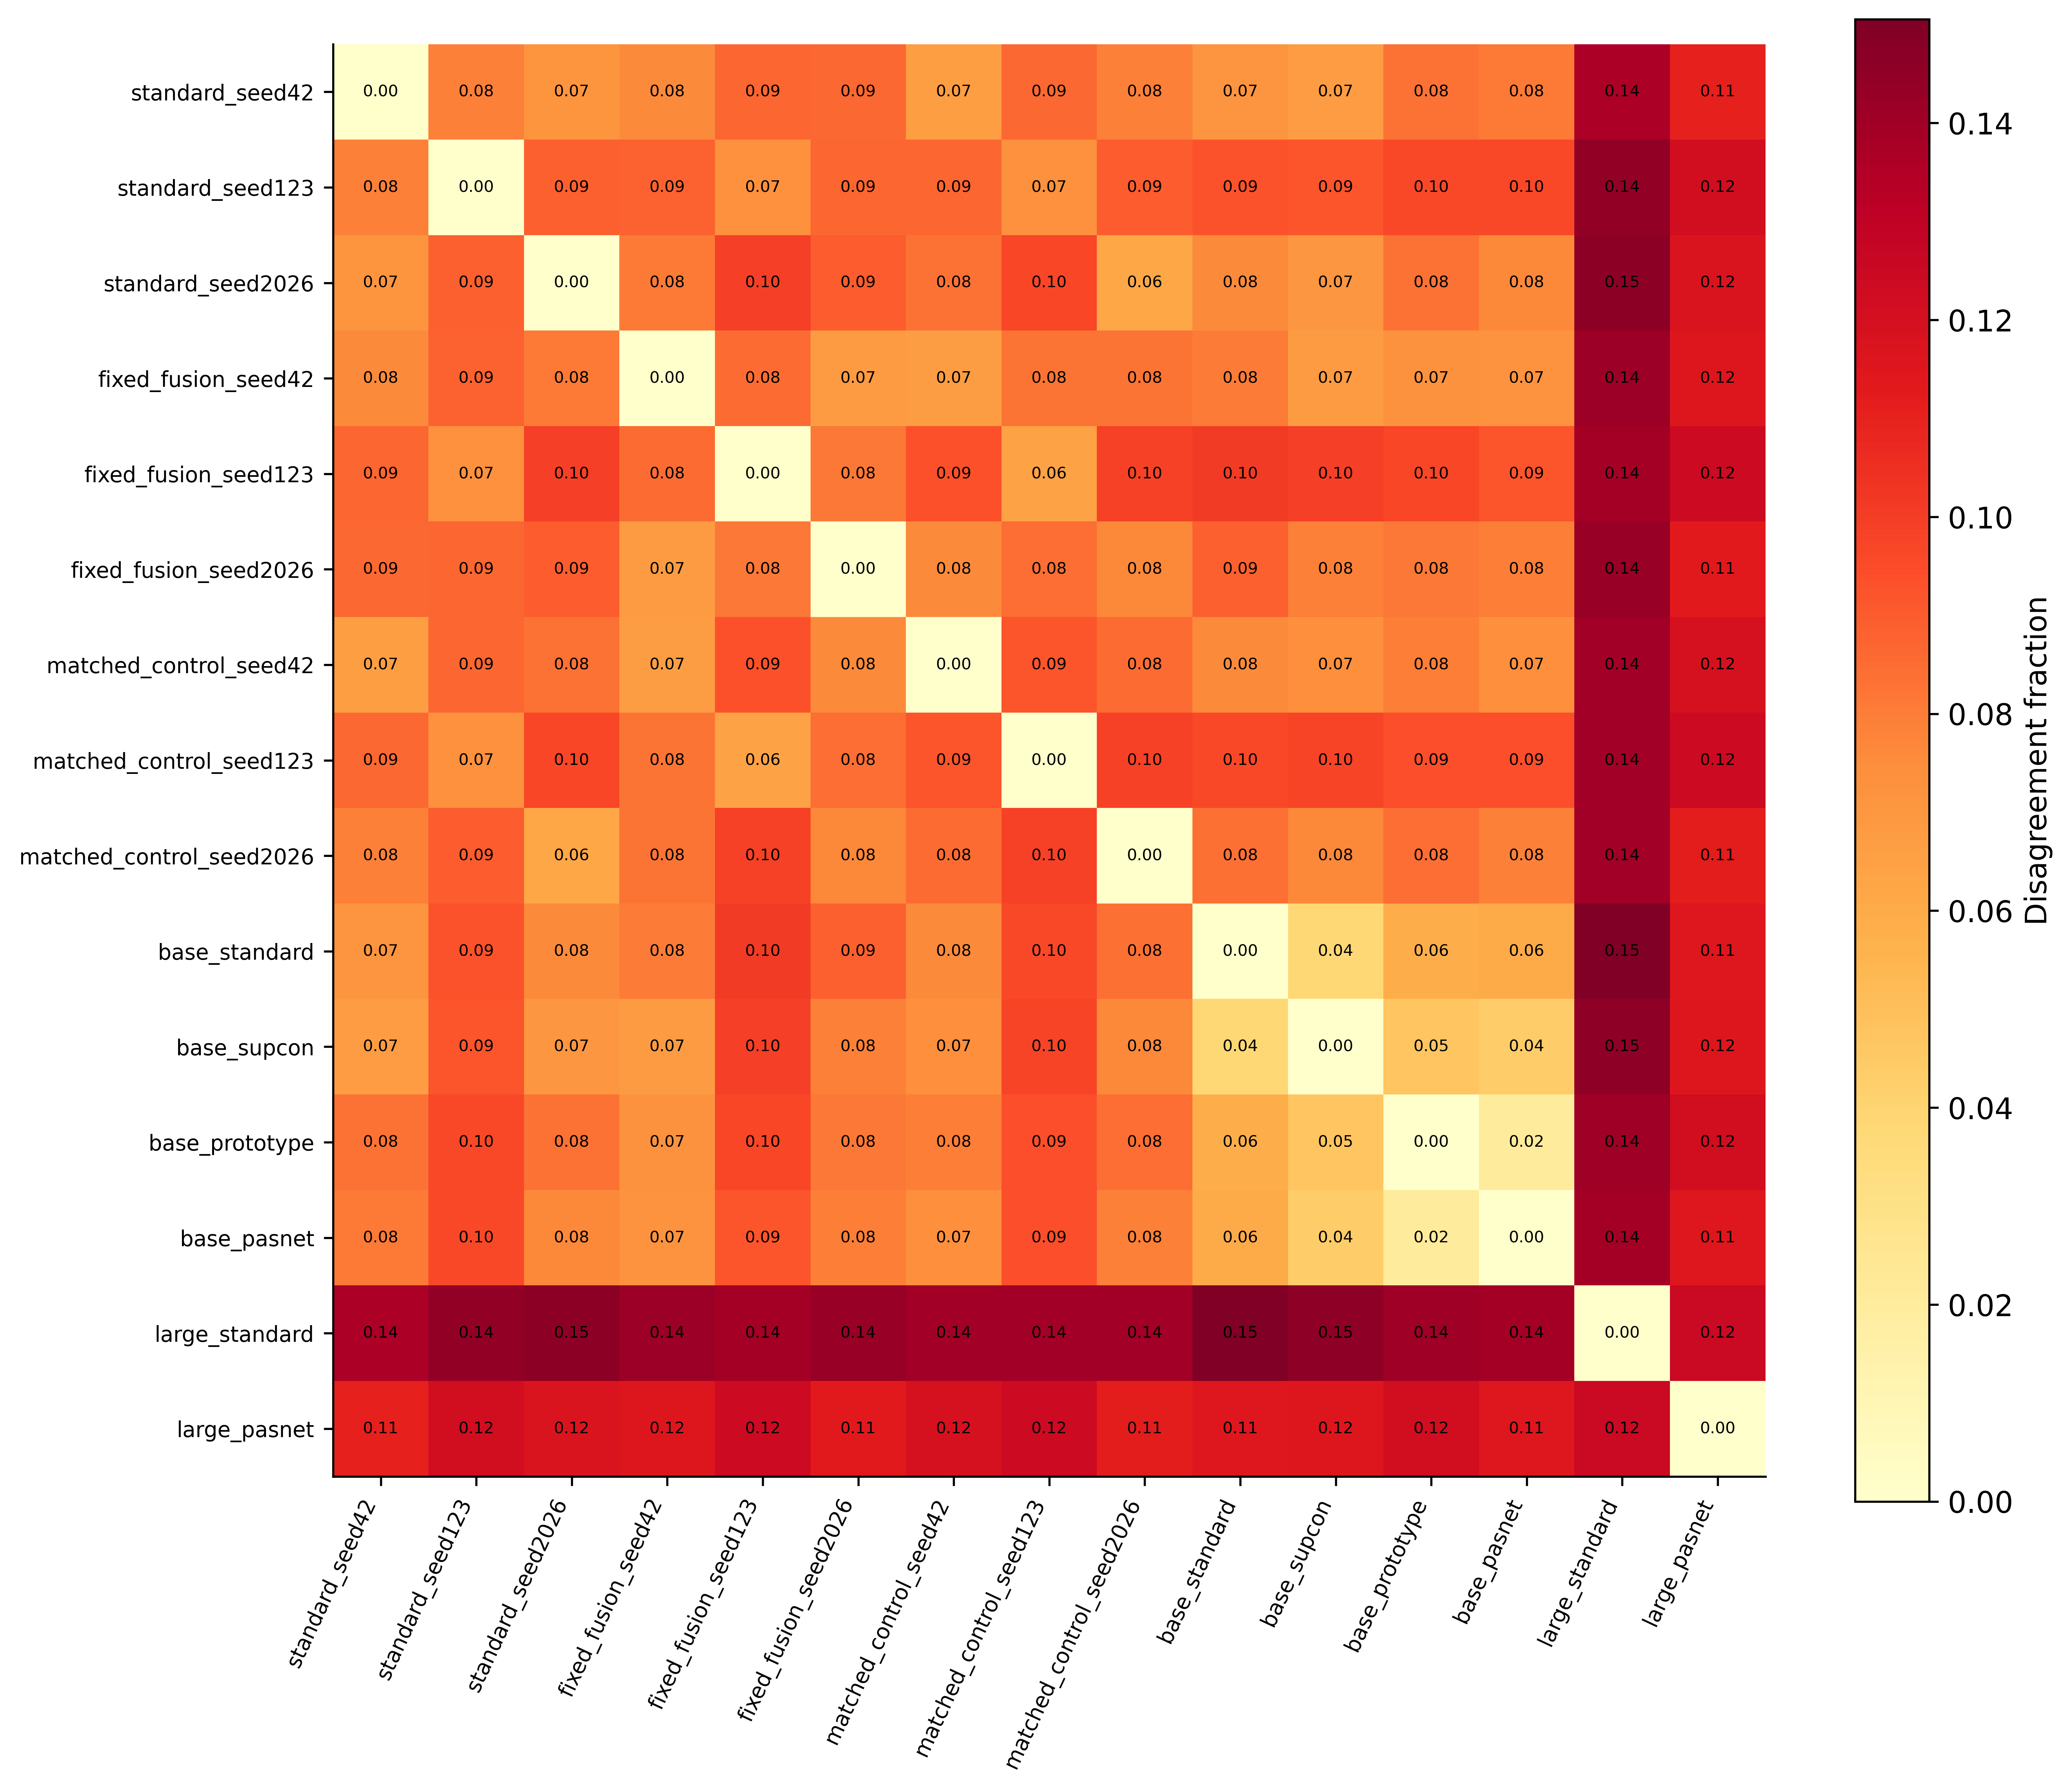 standard_seed42 0.00 0.08 0.07 0.08 0.09 0.09 0.07 0.09 0.08 0.07 0.07 0.08 0.08 0.14 0.11
standard_seed123 0.08 0.00 0.09 0.09 0.07 0.09 0.09 0.07 0.09 0.09 0.09 0.10 0.10 0.14 0.12
standard_seed2026 0.07 0.09 0.00 0.08 0.10 0.09 0.08 0.10 0.06 0.08 0.07 0.08 0.08 0.15 0.12
fixed_fusion_seed42 0.08 0.09 0.08 0.00 0.08 0.07 0.07 0.08 0.08 0.08 0.07 0.07 0.07 0.14 0.12
fixed_fusion_seed123 0.09 0.07 0.10 0.08 0.00 0.08 0.09 0.06 0.10 0.10 0.10 0.10 0.09 0.14 0.12
fixed_fusion_seed2026 0.09 0.09 0.09 0.07 0.08 0.00 0.08 0.08 0.08 0.09 0.08 0.08 0.08 0.14 0.11
matched_control_seed42 0.07 0.09 0.08 0.07 0.09 0.08 0.00 0.09 0.08 0.08 0.07 0.08 0.07 0.14 0.12
matched_control_seed123 0.09 0.07 0.10 0.08 0.06 0.08 0.09 0.00 0.10 0.10 0.10 0.09 0.09 0.14 0.12
matched_control_seed2026 0.08 0.09 0.06 0.08 0.10 0.08 0.08 0.10 0.00 0.08 0.08 0.08 0.08 0.14 0.11
base_standard 0.07 0.09 0.08 0.08 0.10 0.09 0.08 0.10 0.08 0.00 0.04 0.06 0.06 0.15 0.11
base_supcon 0.07 0.09 0.07 0.07 0.10 0.08 0.07 0.10 0.08 0.04 0.00 0.05 0.04 0.15 0.12
base_prototype 0.08 0.10 0.08 0.07 0.10 0.08 0.08 0.09 0.08 0.06 0.05 0.00 0.02 0.14 0.12
base_pasnet 0.08 0.10 0.08 0.07 0.09 0.08 0.07 0.09 0.08 0.06 0.04 0.02 0.00 0.14 0.11
large_standard 0.14 0.14 0.15 0.14 0.14 0.14 0.14 0.14 0.14 0.15 0.15 0.14 0.14 0.00 0.12
large_pasnet 0.11 0.12 0.12 0.12 0.12 0.11 0.12 0.12 0.11 0.11 0.12 0.12 0.11 0.12 0.00
standard_seed42
standard_seed123
standard_seed2026
fixed_fusion_seed42
fixed_fusion_seed123
fixed_fusion_seed2026
matched_control_seed42
matched_control_seed123
matched_control_seed2026
base_standard
base_supcon
base_prototype
base_pasnet
large_standard
large_pasnet
0.14
0.12
0.10
0.08
0.06
0.04
0.02
0.00
Disagreement fraction